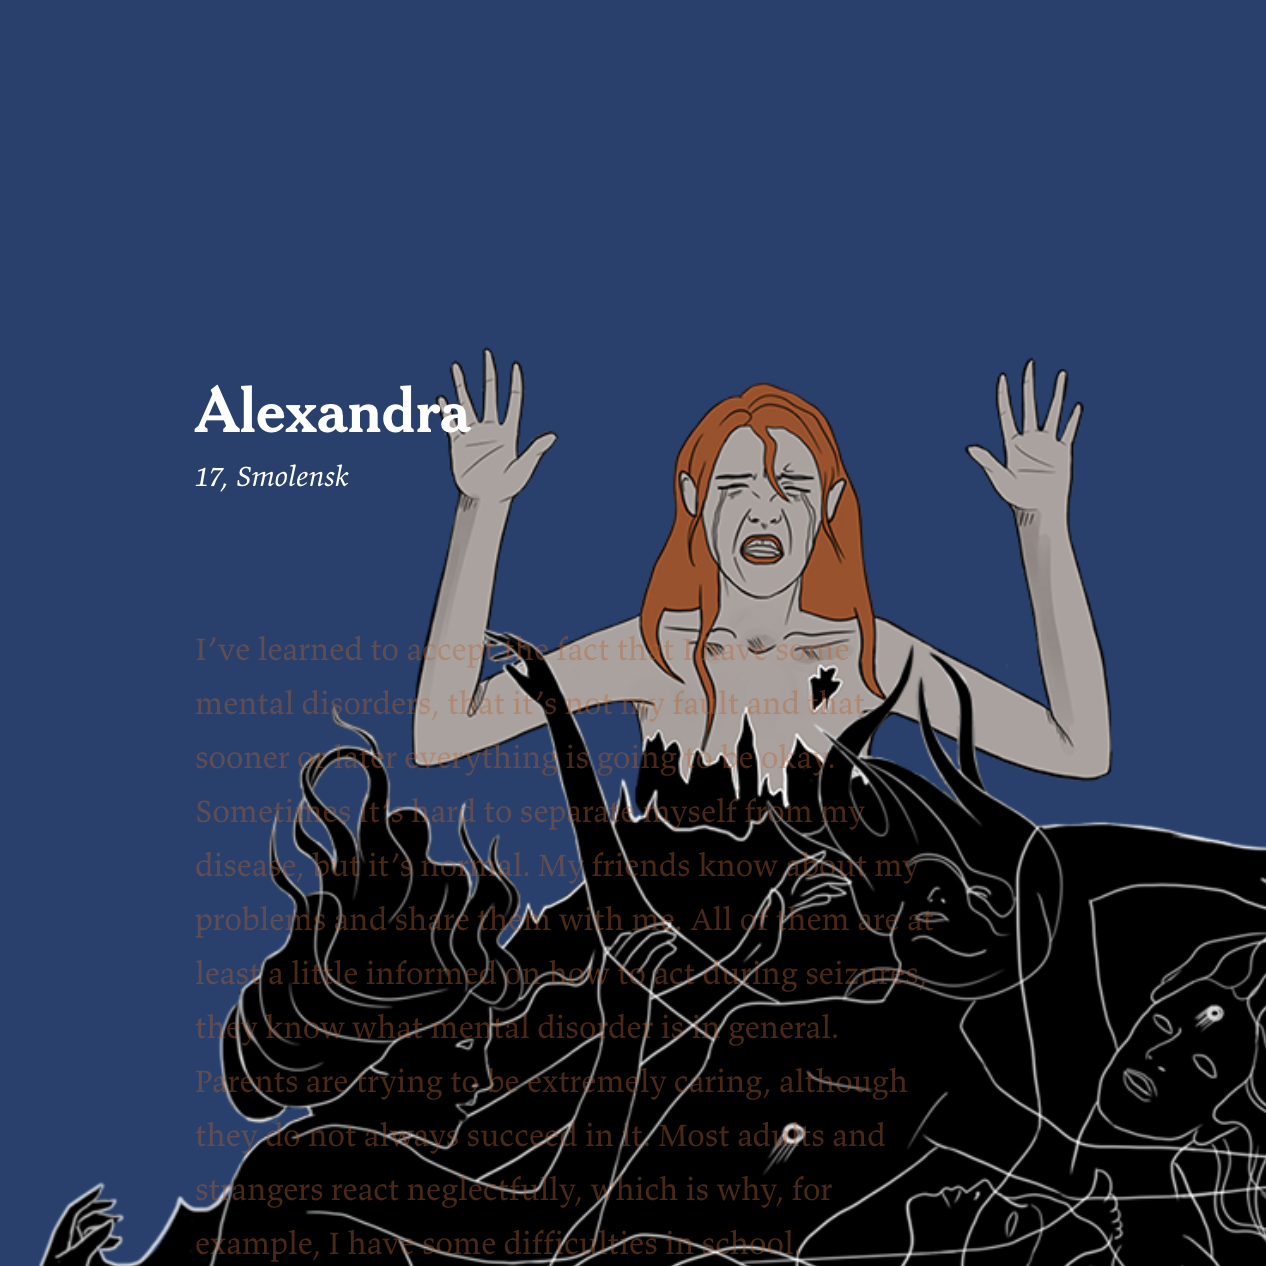 Alexandra
17, Smolensk
I’ve learned to accept the fact that I have some
mental disorders, that it’s not my fault and that
sooner or later everything is going to be okay.
Sometimes it’s hard to separate myself from my
disease, but it’s normal. My friends know about my
problems and share them with me. All of them are at
least a little informed on how to act during seizures,
they know what mental disorder is in general.
Parents are trying to be extremely caring, although
they do not always succeed in it. Most adults and
strangers react neglectfully, which is why, for
example, I have some difficulties in school.